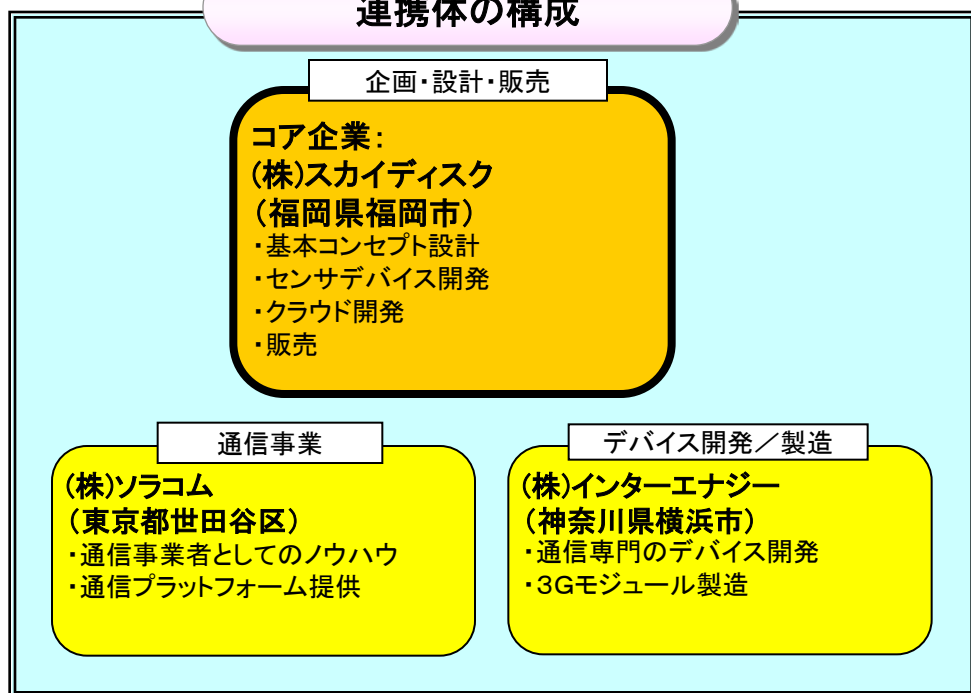 連携体の構成
企画・設計・販売
コア企業：
(株)スカイディスク
（福岡県福岡市）
・基本コンセプト設計
・センサデバイス開発
・クラウド開発
・販売
通信事業
(株)ソラコム
（東京都世田谷区）
・通信事業者としてのノウハウ
・通信プラットフォーム提供
デバイス開発／製造
(株)インターエナジー
（神奈川県横浜市）
・通信専門のデバイス開発
・３Gモジュール製造